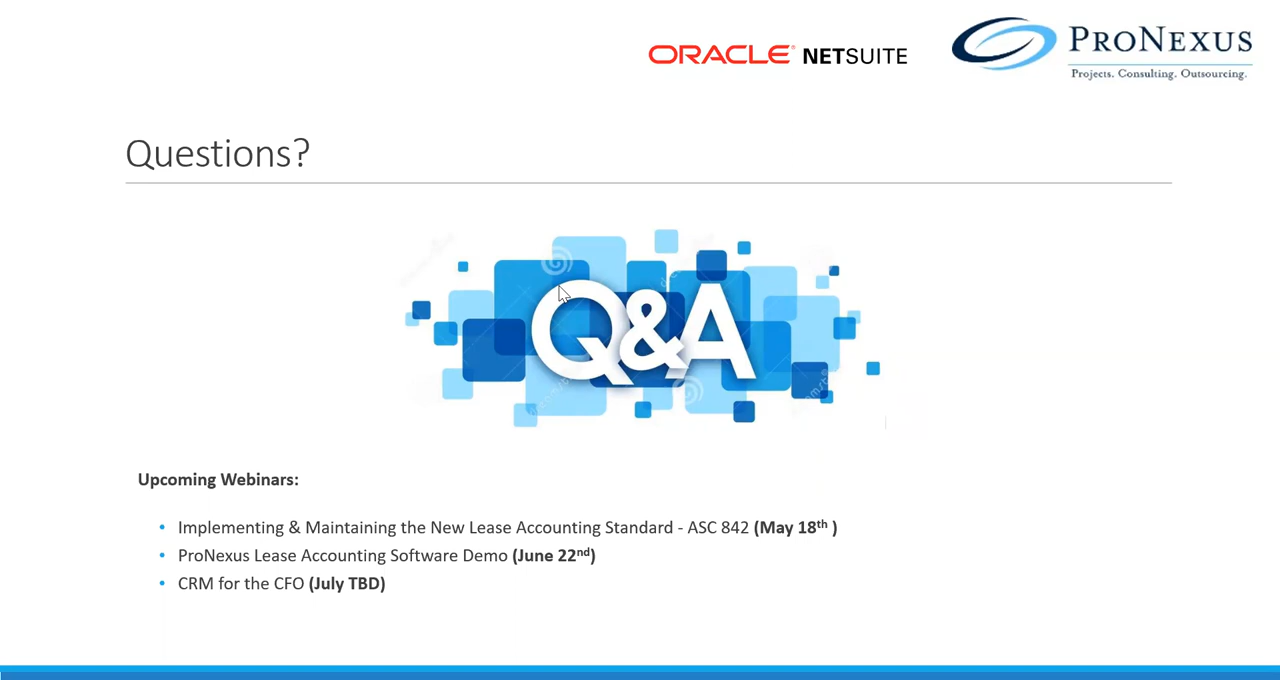 ORACLE NETSUITE
PRONEXUS
Projects. Consulting. Outsourcing.
Questions?
Q&A
Upcoming Webinars:
• Implementing & Maintaining the New Lease Accounting Standard - ASC 842 (May 18th )
• ProNexus Lease Accounting Software Demo (June 22nd)
• CRM for the CFO (July TBD)